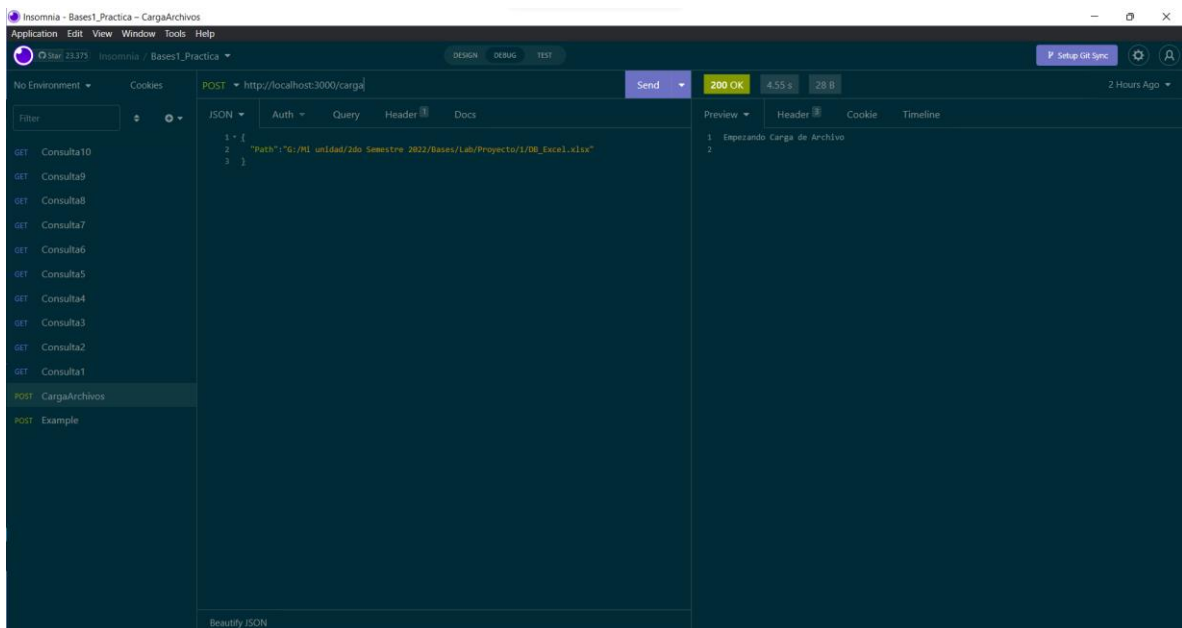 Insomnia - Bases1_Practica – CargaArchivos
Application Edit View Window Tools Help
Star 23.375 Insomnia / Bases1_Practica
DESIGN DEBUG TEST
Setup Git Sync
No Environment Cookies
POST http://localhost:3000/carga
Send
200 OK 4.55 s 28 B
2 Hours Ago
Filter
JSON Auth Query Header 1 Docs
Preview Header Cookie Timeline
1 {
2 "Path":"G:/Mi unidad/2do Semestre 2022/Bases/Lab/Proyecto/1/DB_Excel.xlsx"
3 }
1 Empezando Carga de Archivo
2
GET Consulta10
GET Consulta9
GET Consulta8
GET Consulta7
GET Consulta6
GET Consulta5
GET Consulta4
GET Consulta3
GET Consulta2
GET Consulta1
POST CargaArchivos
POST Example
Beautify JSON